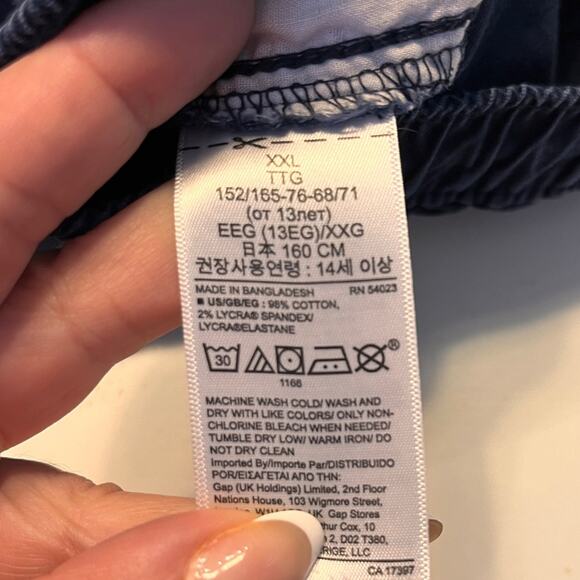 XXL
TTG
152/165-76-68/71
(от 13лет)
EEG (13EG)/XXG
日本 160 CM
권장사용연령 : 14세 이상
MADE IN BANGLADESH RN 54023
■ US/GB/EG : 98% COTTON,
2% LYCRA® SPANDEX/
LYCRA®ELASTANE
30 ®
1166
MACHINE WASH COLD/ WASH AND
DRY WITH LIKE COLORS/ ONLY NON-
CHLORINE BLEACH WHEN NEEDED/
TUMBLE DRY LOW/ WARM IRON/ DO
NOT DRY CLEAN
Imported By/Importe Par/DISTRIBUIDO
POR/ΕΙΣΑΓΕΤΑΙ ΑΠΟ ΤΗΝ:
Gap (UK Holdings) Limited, 2nd Floor
Nations House, 103 Wigmore Street,
UK Gap Stores
Cox, 10
2, D02 T380,
LLC
CA 17397